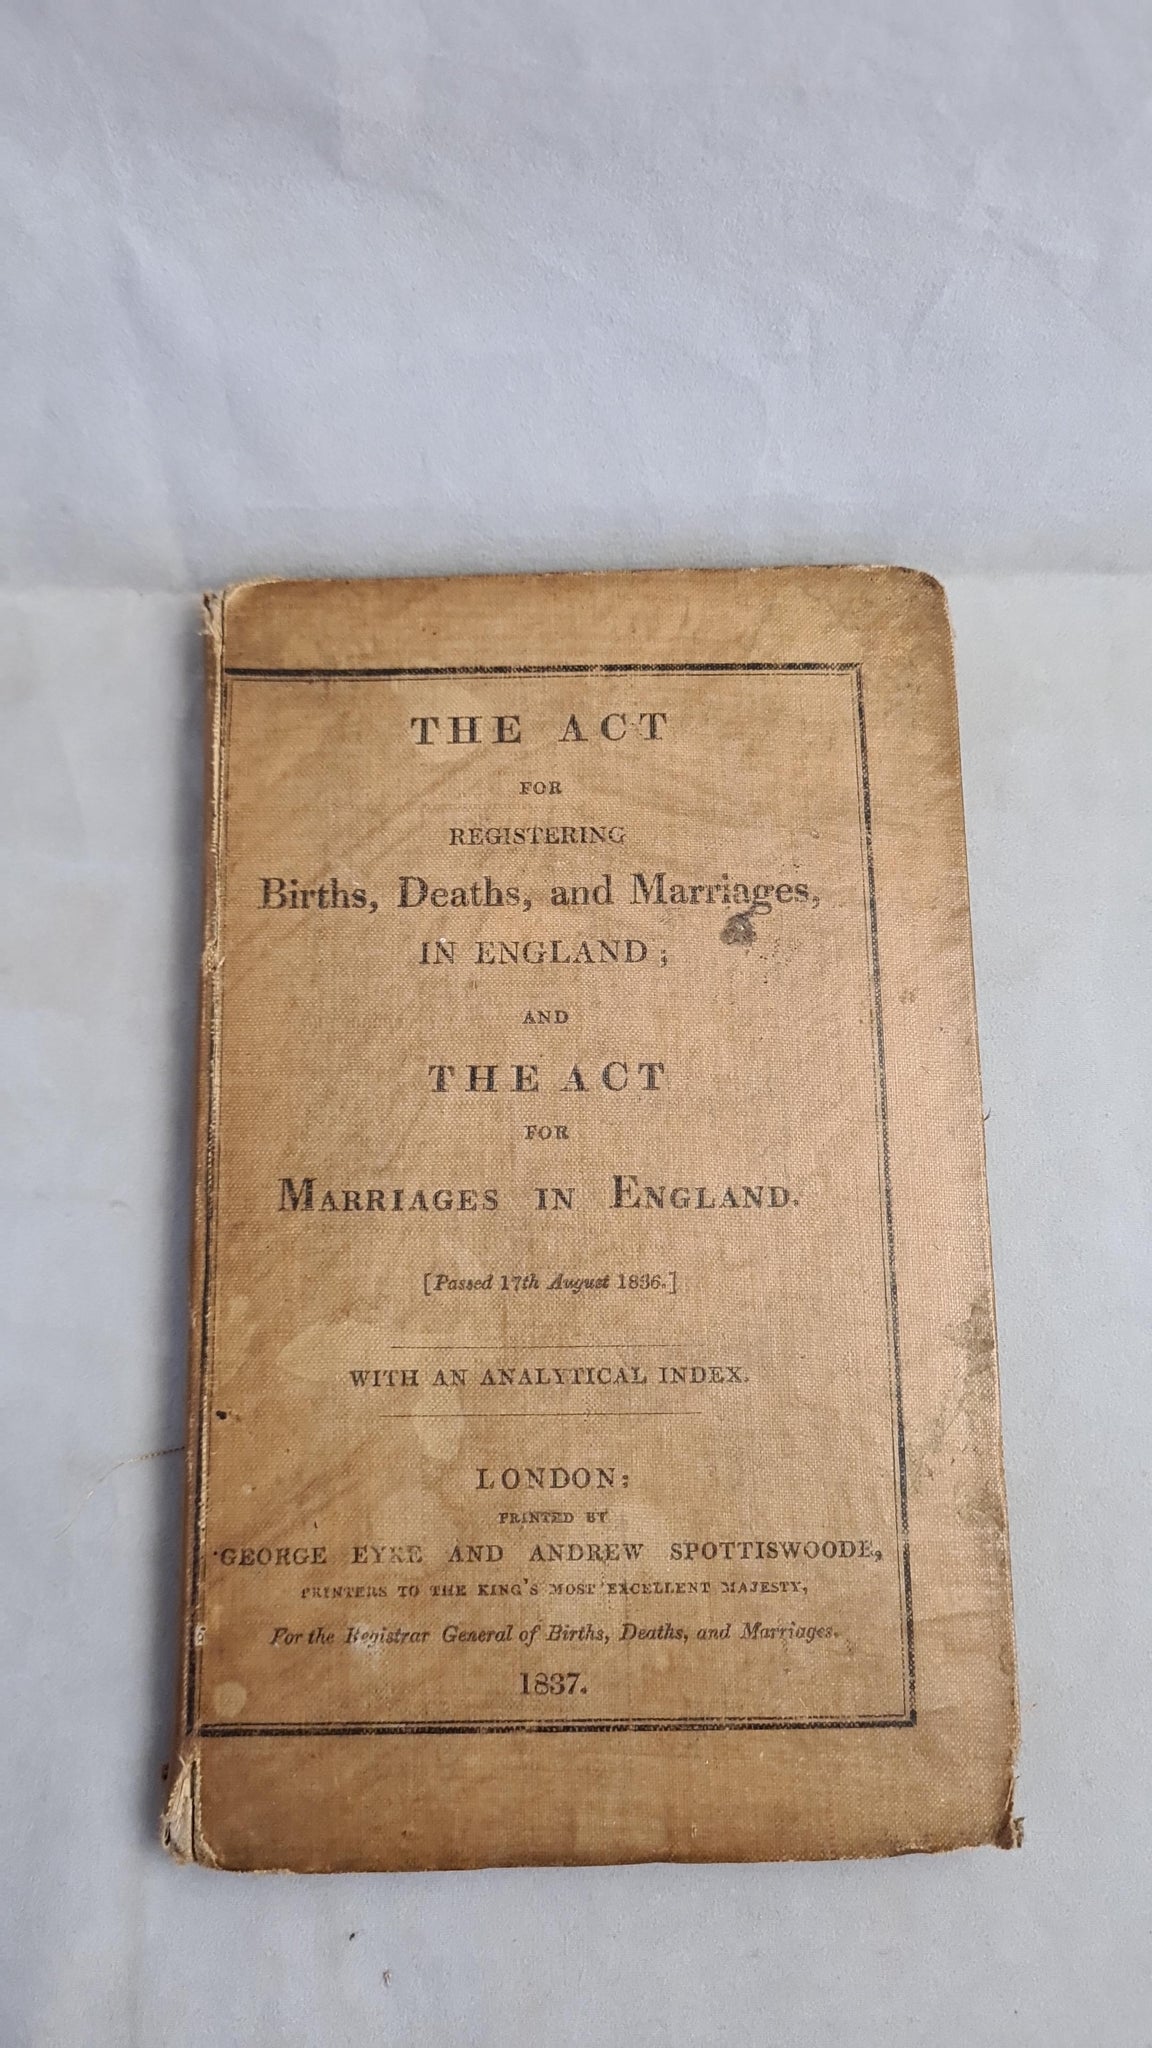 THE ACT
FOR
REGISTERING
Births, Deaths, and Marriages,
IN ENGLAND;
AND
THE ACT
FOR
MARRIAGES IN ENGLAND.
[Passed 17th August 1836.]
WITH AN ANALYTICAL INDEX.
LONDON:
PRINTED BY
GEORGE EYRE AND ANDREW SPOTTISWOODE,
PRINTERS TO THE KING'S MOST EXCELLENT MAJESTY,
For the Registrar General of Births, Deaths, and Marriages.
1837.